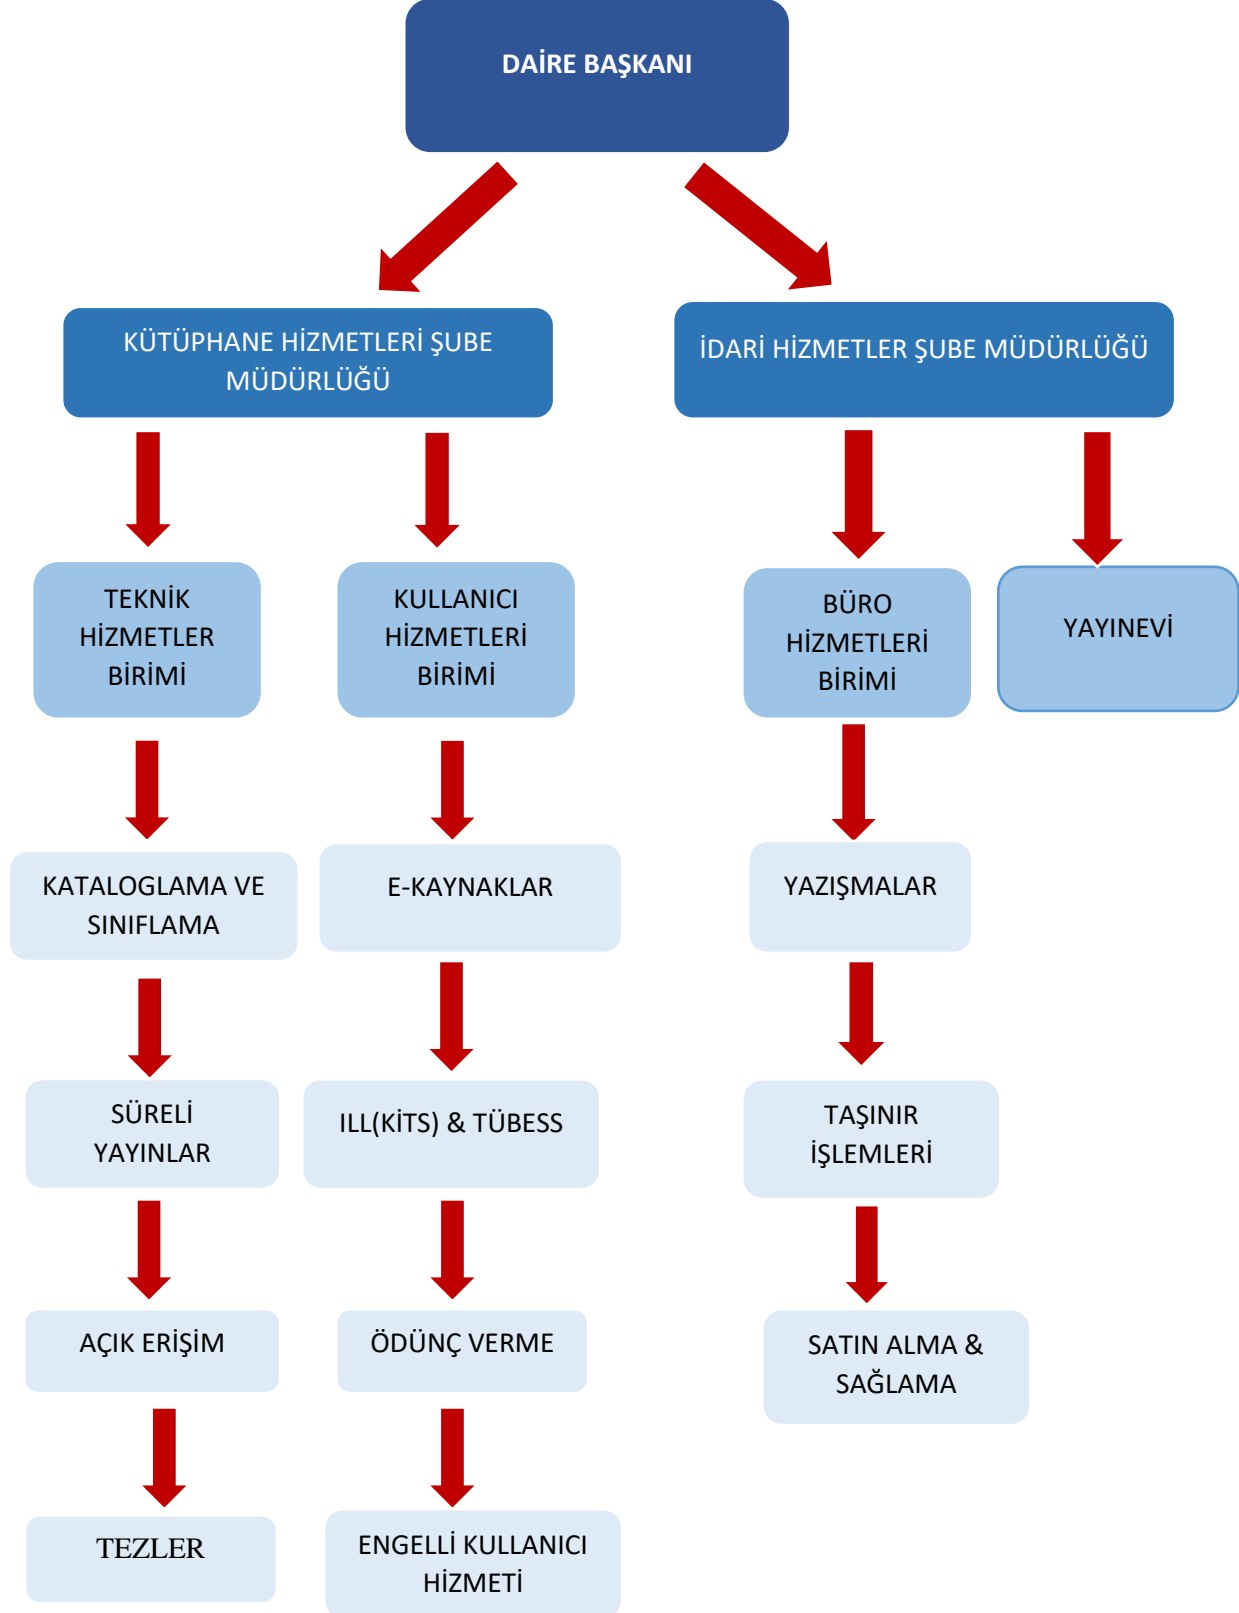 DAİRE BAŞKANI
KÜTÜPHANE HİZMETLERİ ŞUBE
MÜDÜRLÜĞÜ
İDARİ HİZMETLER ŞUBE MÜDÜRLÜĞÜ
TEKNİK
HİZMETLER
BİRİMİ
KULLANICI
HİZMETLERİ
BİRİMİ
BÜRO
HİZMETLERİ
BİRİMİ
YAYINEVİ
KATALOGLAMA VE
SINIFLAMA
E-KAYNAKLAR
YAZIŞMALAR
SÜRELİ
YAYINLAR
ILL(KİTS) & TÜBESS
TAŞINIR
İŞLEMLERİ
AÇIK ERİŞİM
ÖDÜNÇ VERME
SATIN ALMA &
SAĞLAMA
TEZLER
ENGELLİ KULLANICI
HİZMETİ